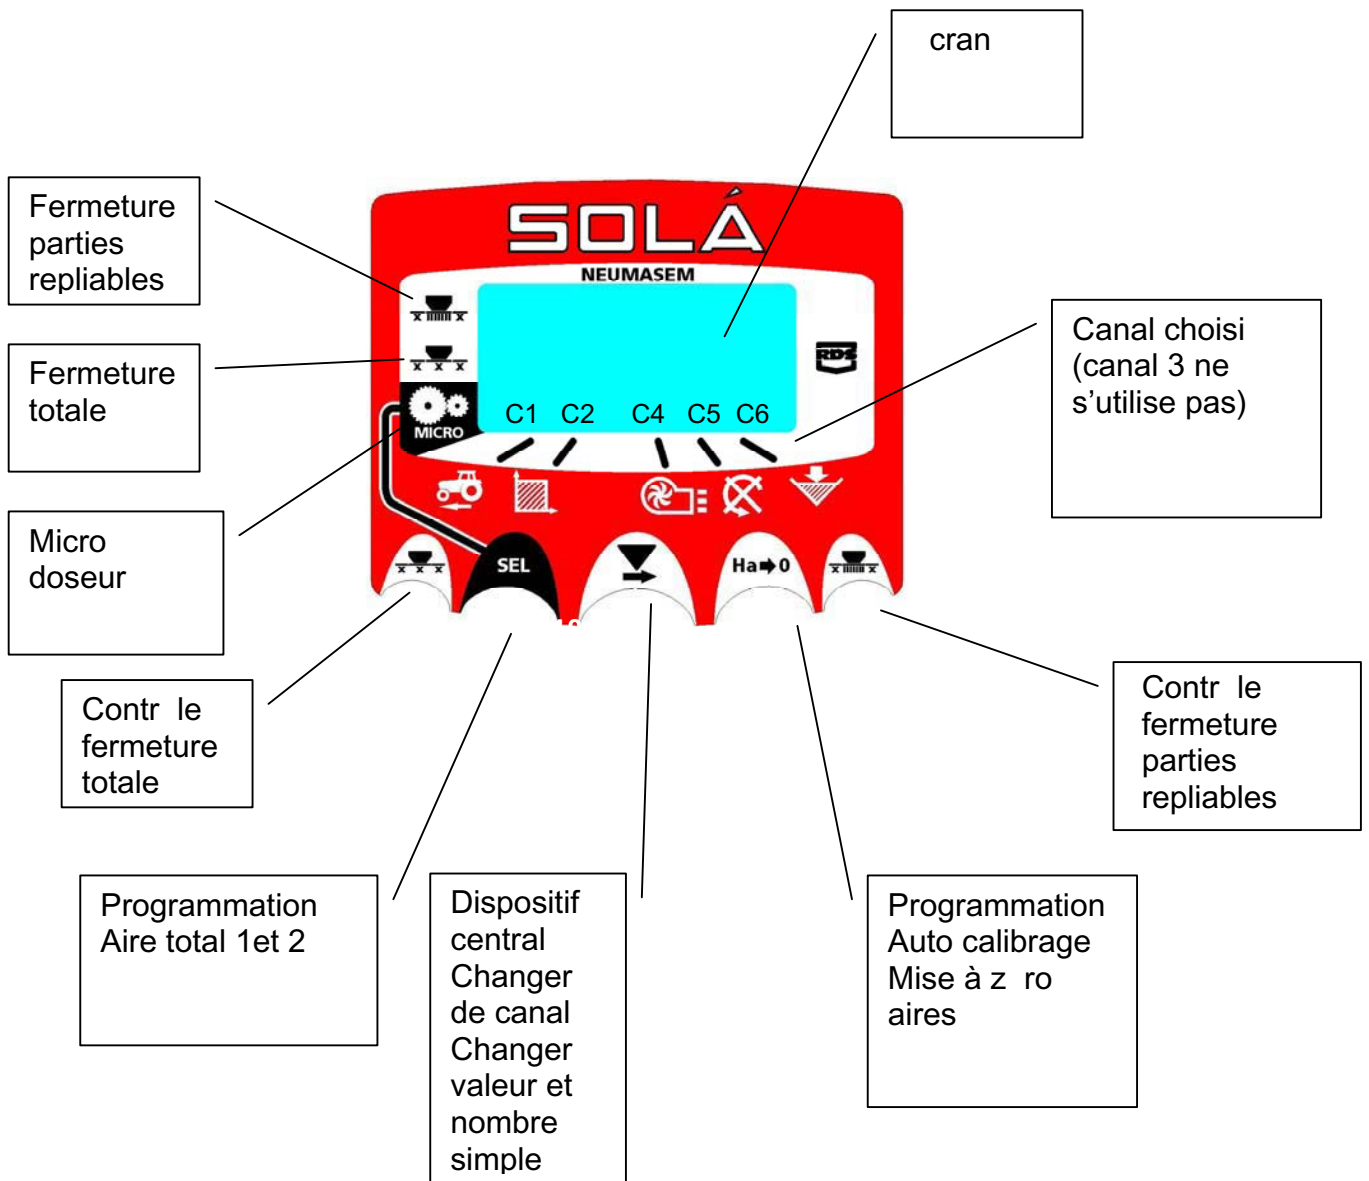 cran
Fermeture
parties
repliables
SOLÁ
NEUMASEM
Canal choisi
(canal 3 ne
s'utilise pas)
RDS
Fermeture
totale
C1 C2 C4 C5 C6
MICRO
Micro
doseur
SEL
Ha➡0
Contr le
fermeture
totale
Contr le
fermeture
parties
repliables
Programmation
Aire total 1et 2
Dispositif
central
Changer
de canal
Changer
valeur et
nombre
simple
Programmation
Auto calibrage
Mise à z ro
aires